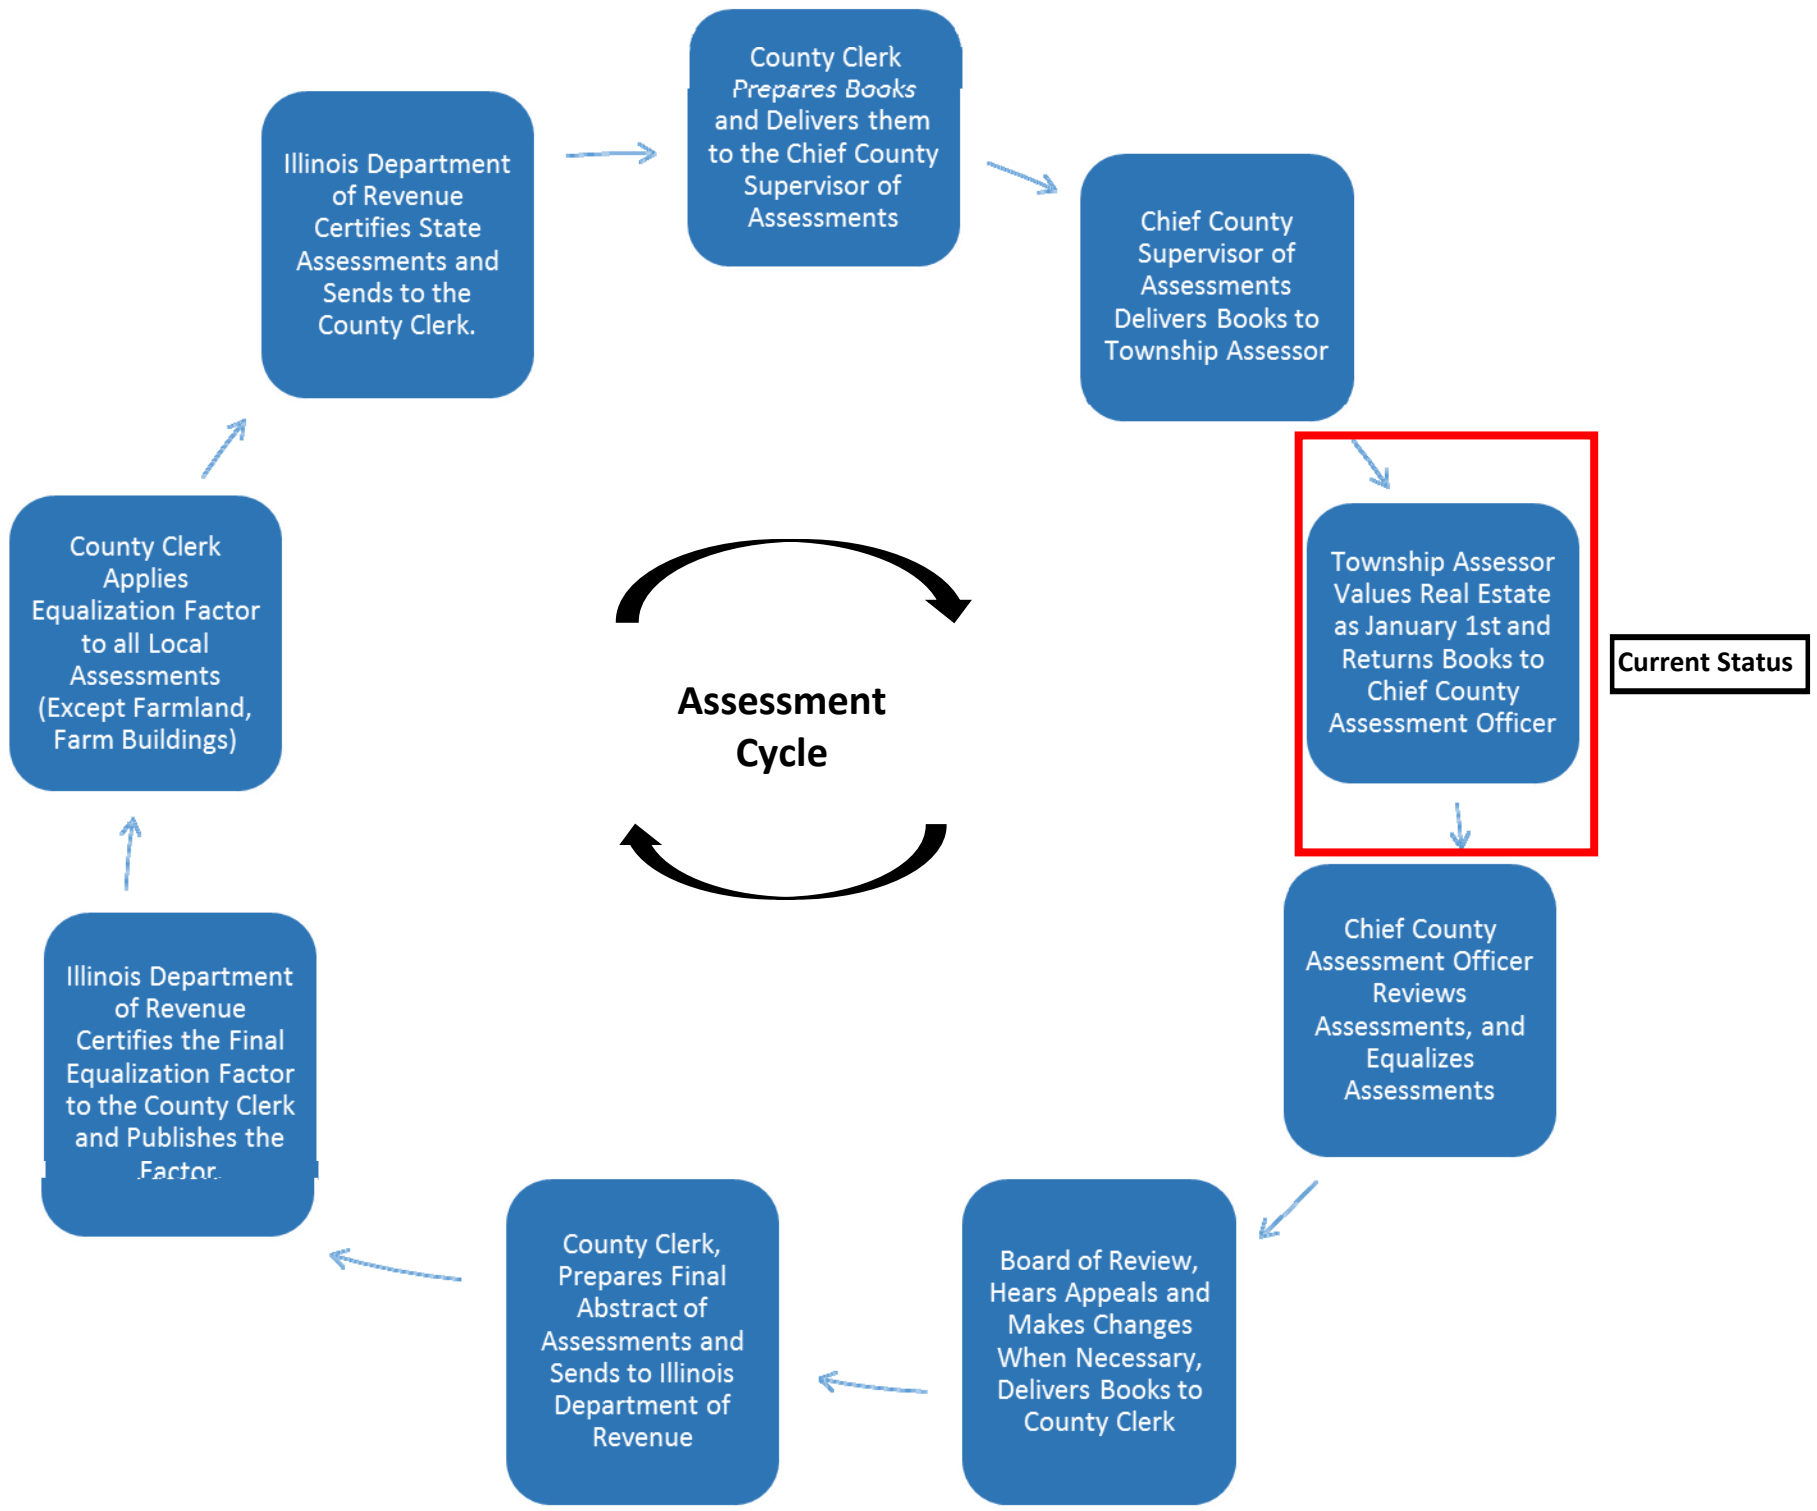 County Clerk
Prepares Books
and Delivers them
to the Chief County
Supervisor of
Assessments
Chief County
Supervisor of
Assessments
Delivers Books to
Township Assessor
Township Assessor
Values Real Estate
as January 1st and
Returns Books to
Chief County
Assessment Officer
Current Status
Chief County
Assessment Officer
Reviews
Assessments, and
Equalizes
Assessments
Board of Review,
Hears Appeals and
Makes Changes
When Necessary,
Delivers Books to
County Clerk
County Clerk,
Prepares Final
Abstract of
Assessments and
Sends to Illinois
Department of
Revenue
Illinois Department
of Revenue
Certifies the Final
Equalization Factor
to the County Clerk
and Publishes the
Factor.
County Clerk
Applies
Equalization Factor
to all Local
Assessments
(Except Farmland,
Farm Buildings)
Illinois Department
of Revenue
Certifies State
Assessments and
Sends to the
County Clerk.
Assessment
Cycle